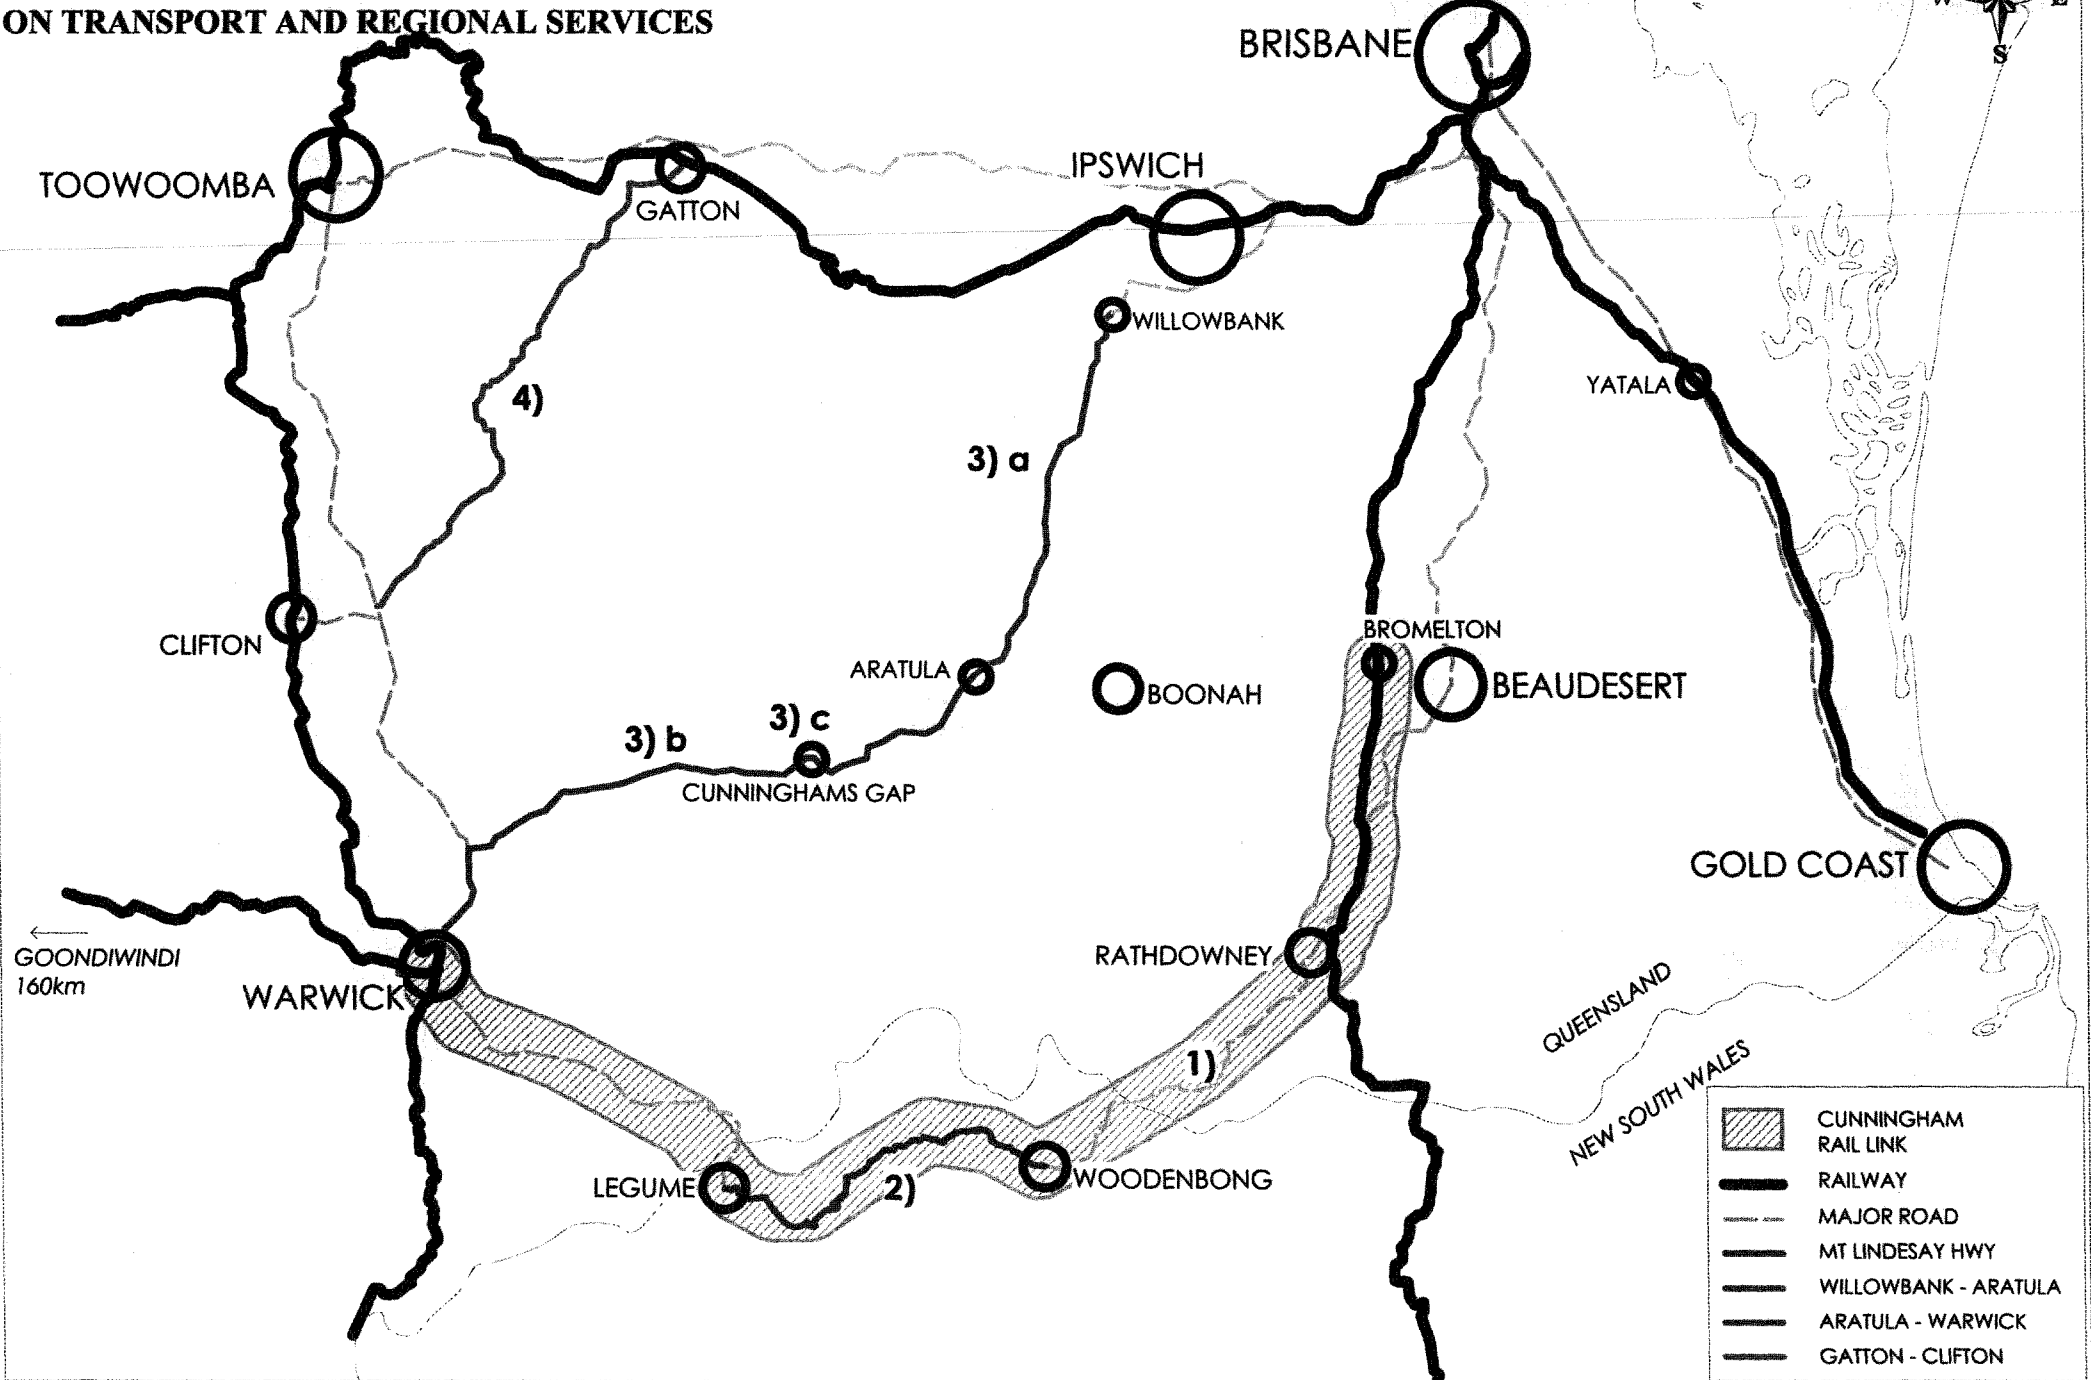 ON TRANSPORT AND REGIONAL SERVICES
BRISBANE
W
E
S
IPSWICH
TOOWOOMBA
GATTON
WILLOWBANK
YATALA
4)
3) a
BROMELTON
CLIFTON
ARATULA
BOONAH
BEAUDESERT
3) c
3) b
CUNNINGHAMS GAP
GOLD COAST
GOONDIWINDI
160km
RATHDOWNEY
WARWICK
QUEENSLAND
NEW SOUTH WALES
1)
WOODENBONG
LEGUME
2)
CUNNINGHAM
RAIL LINK
RAILWAY
MAJOR ROAD
MT LINDESAY HWY
WILLOWBANK - ARATULA
ARATULA - WARWICK
GATTON - CLIFTON